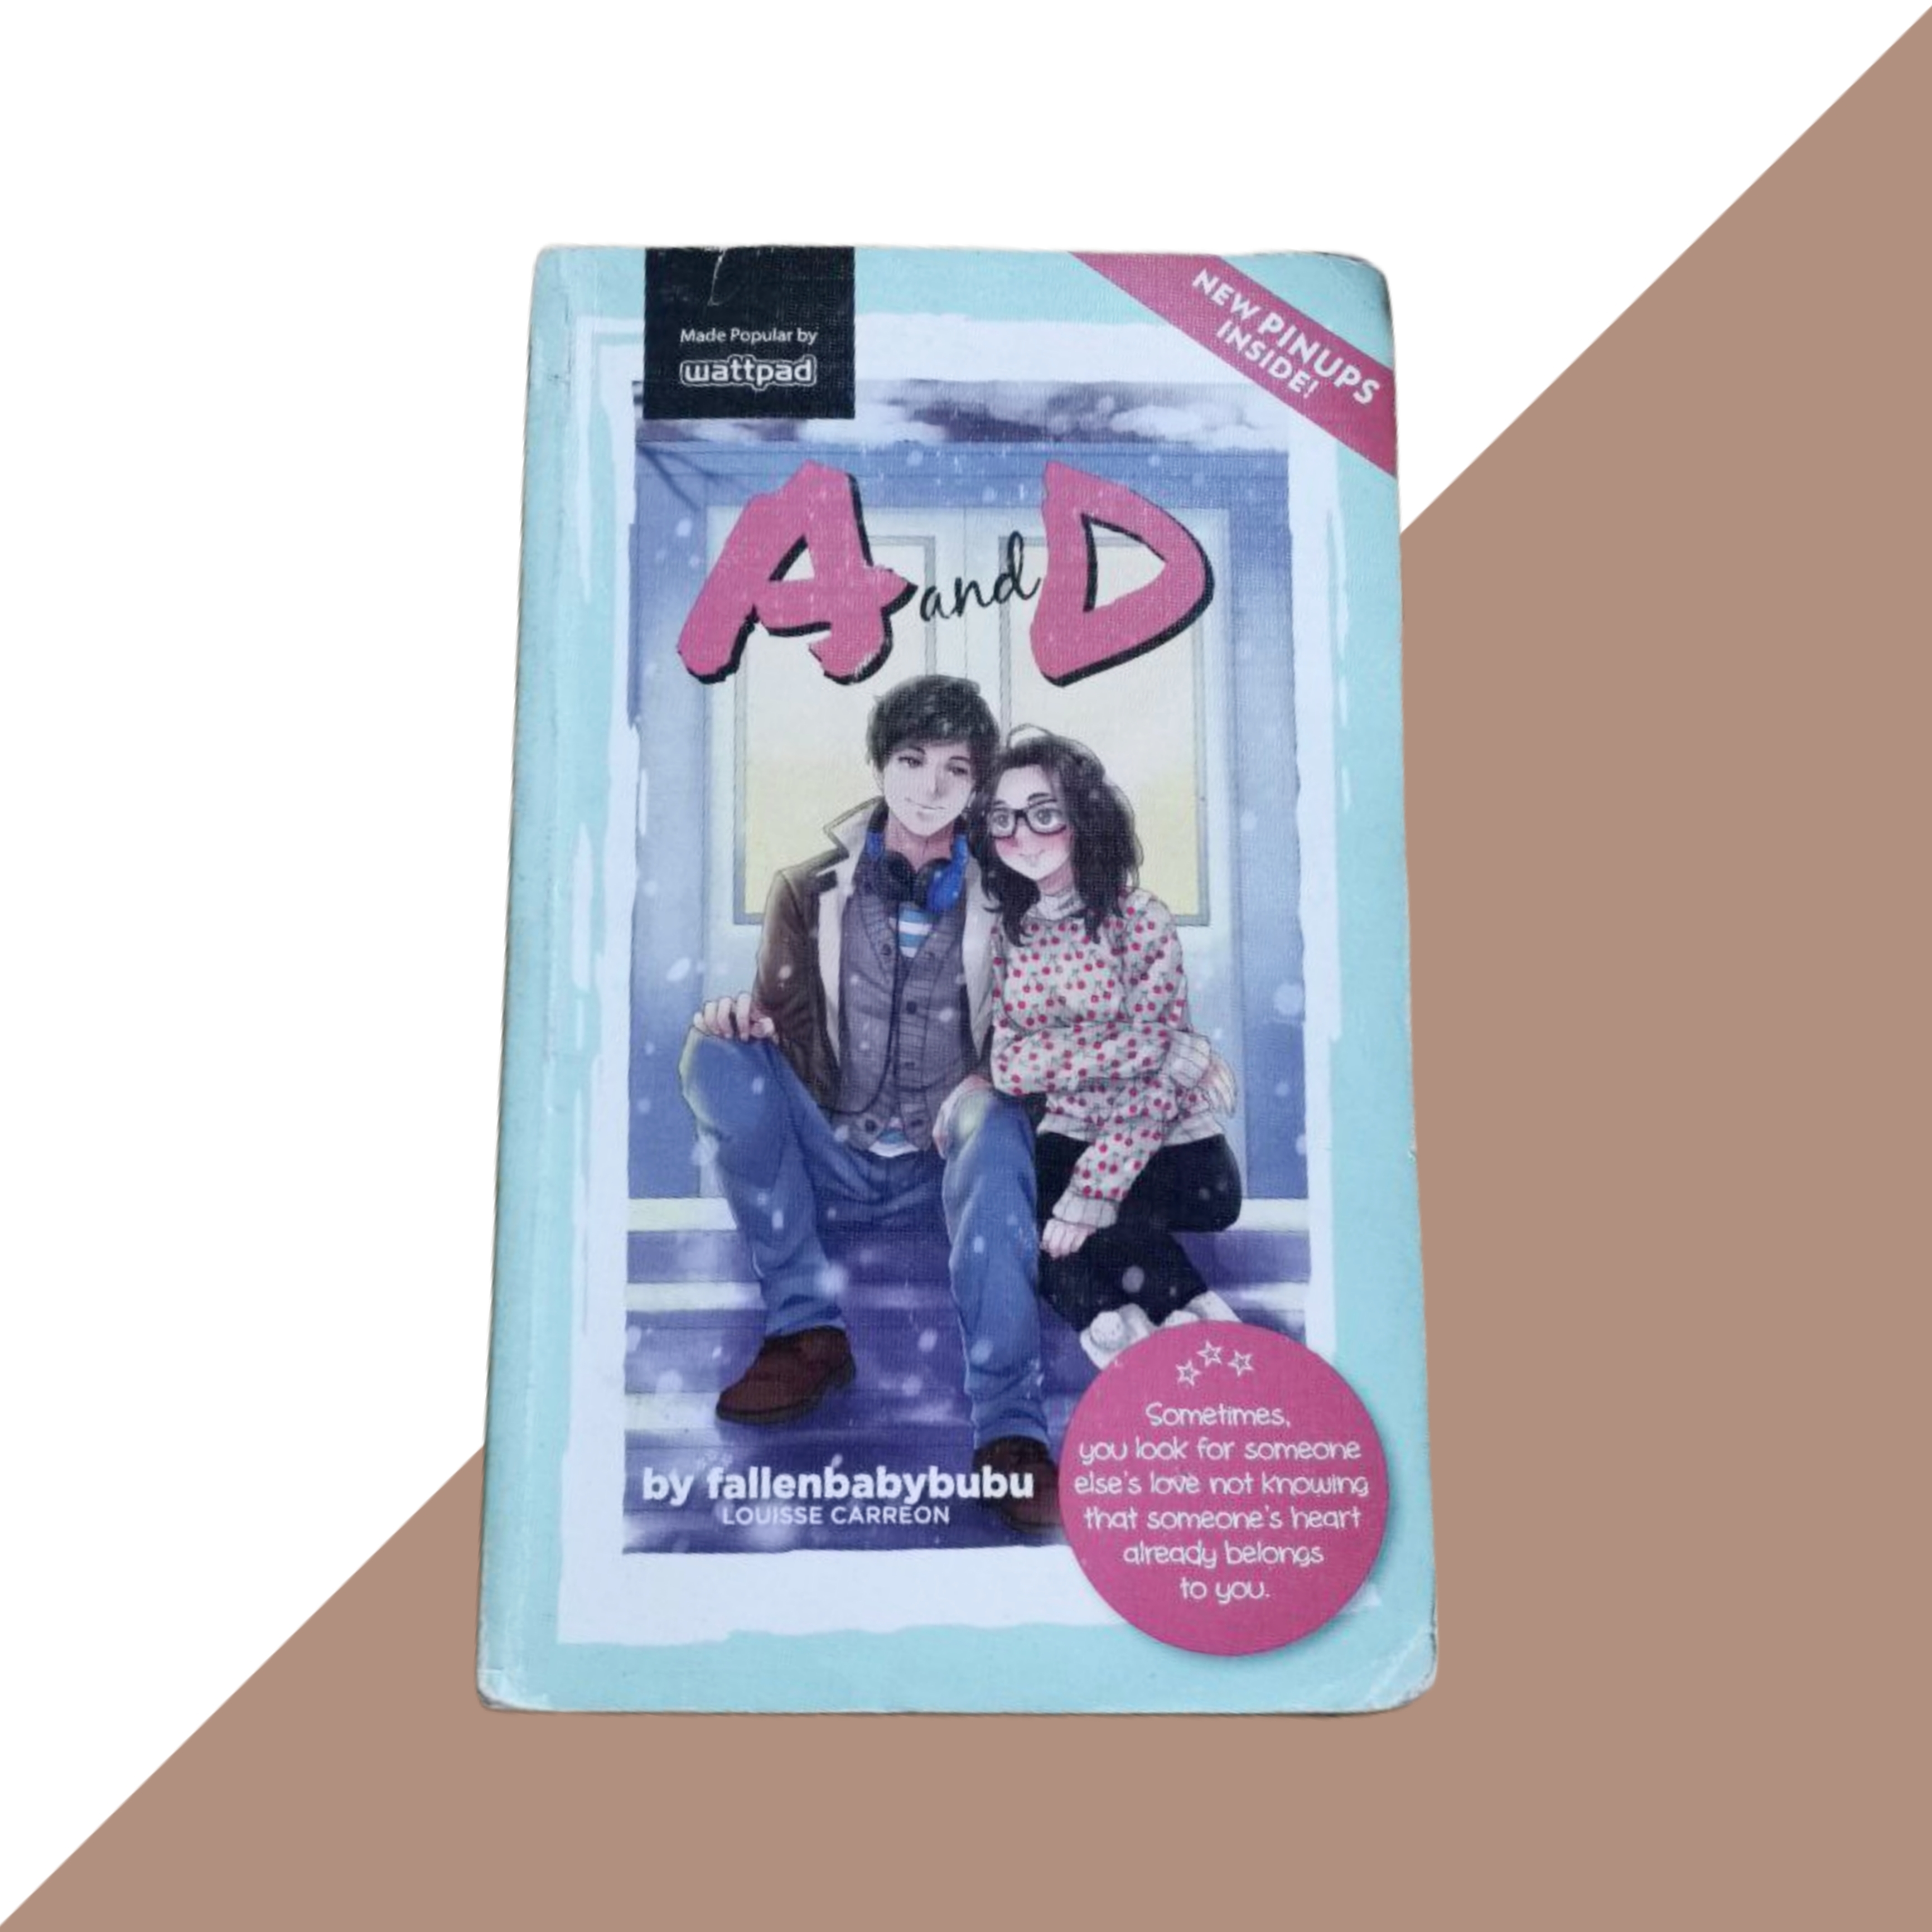 Made Popular by
wattpad
NEW PINUPS
INSIDE!
A and D
by fallenbabybubu
LOUISSE CARREON
Sometimes,
you look for someone
else's love not knowing
that someone's heart
already belongs
to you.